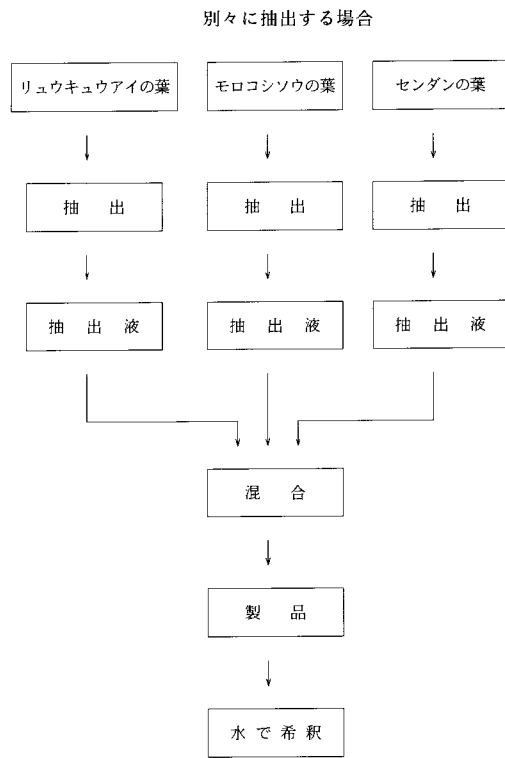 別々に抽出する場合
リュウキュウアイの葉
モロコシソウの葉
センダンの葉
抽出
抽出
抽出
抽出液
抽出液
抽出液
混合
製品
水で希釈